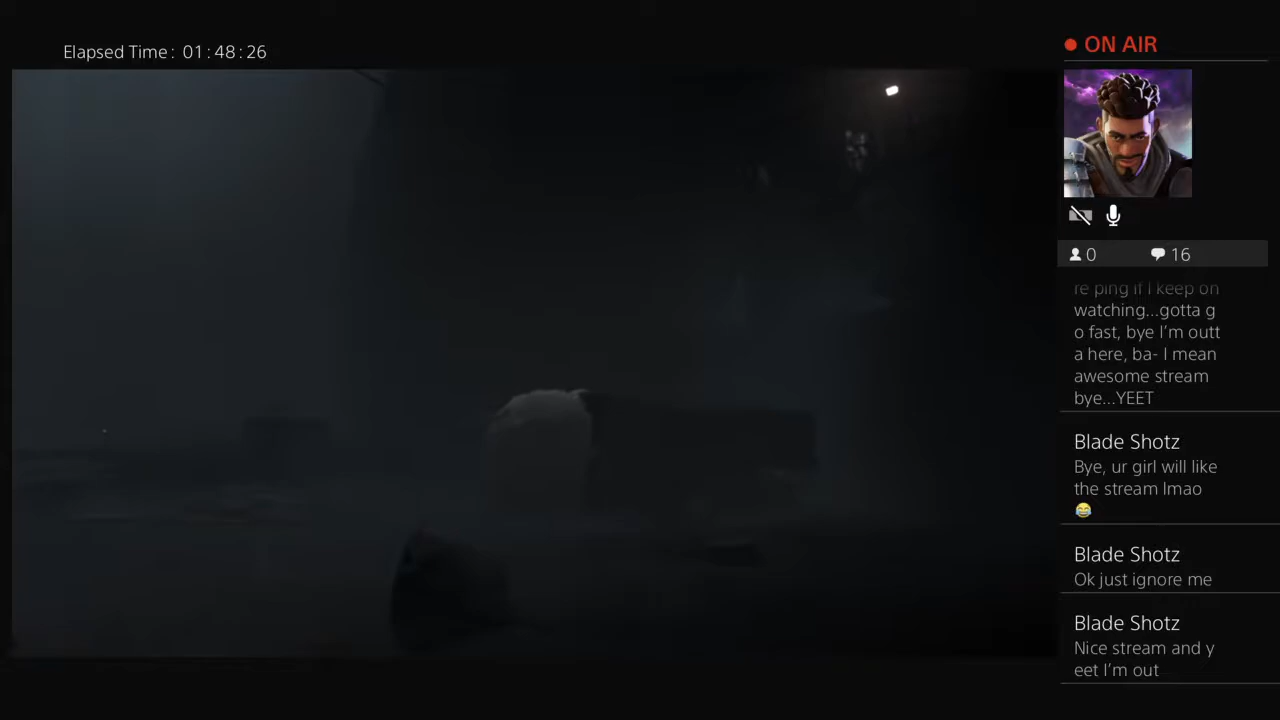 Elapsed Time: 01:48:26
ON AIR
0 16
re ping if I keep on
watching...gotta g
o fast, bye I’m outt
a here, ba- I mean
awesome stream
bye...YEET
Blade Shotz
Bye, ur girl will like
the stream lmao
😂
Blade Shotz
Ok just ignore me
Blade Shotz
Nice stream and y
eet I’m out